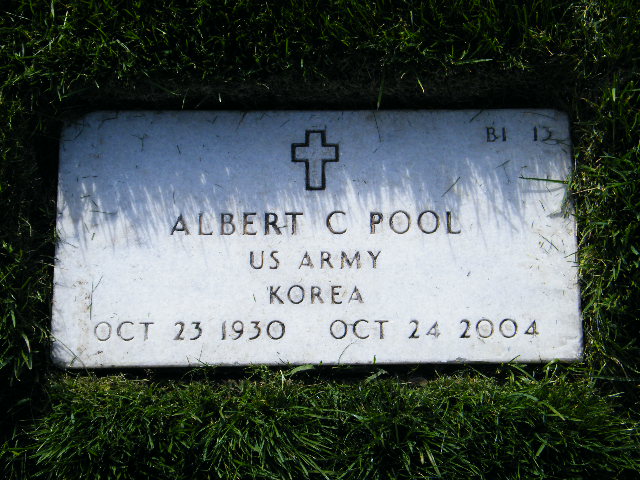 B1 13
ALBERT C POOL
US ARMY
KOREA
OCT 23 1930 OCT 24 2004